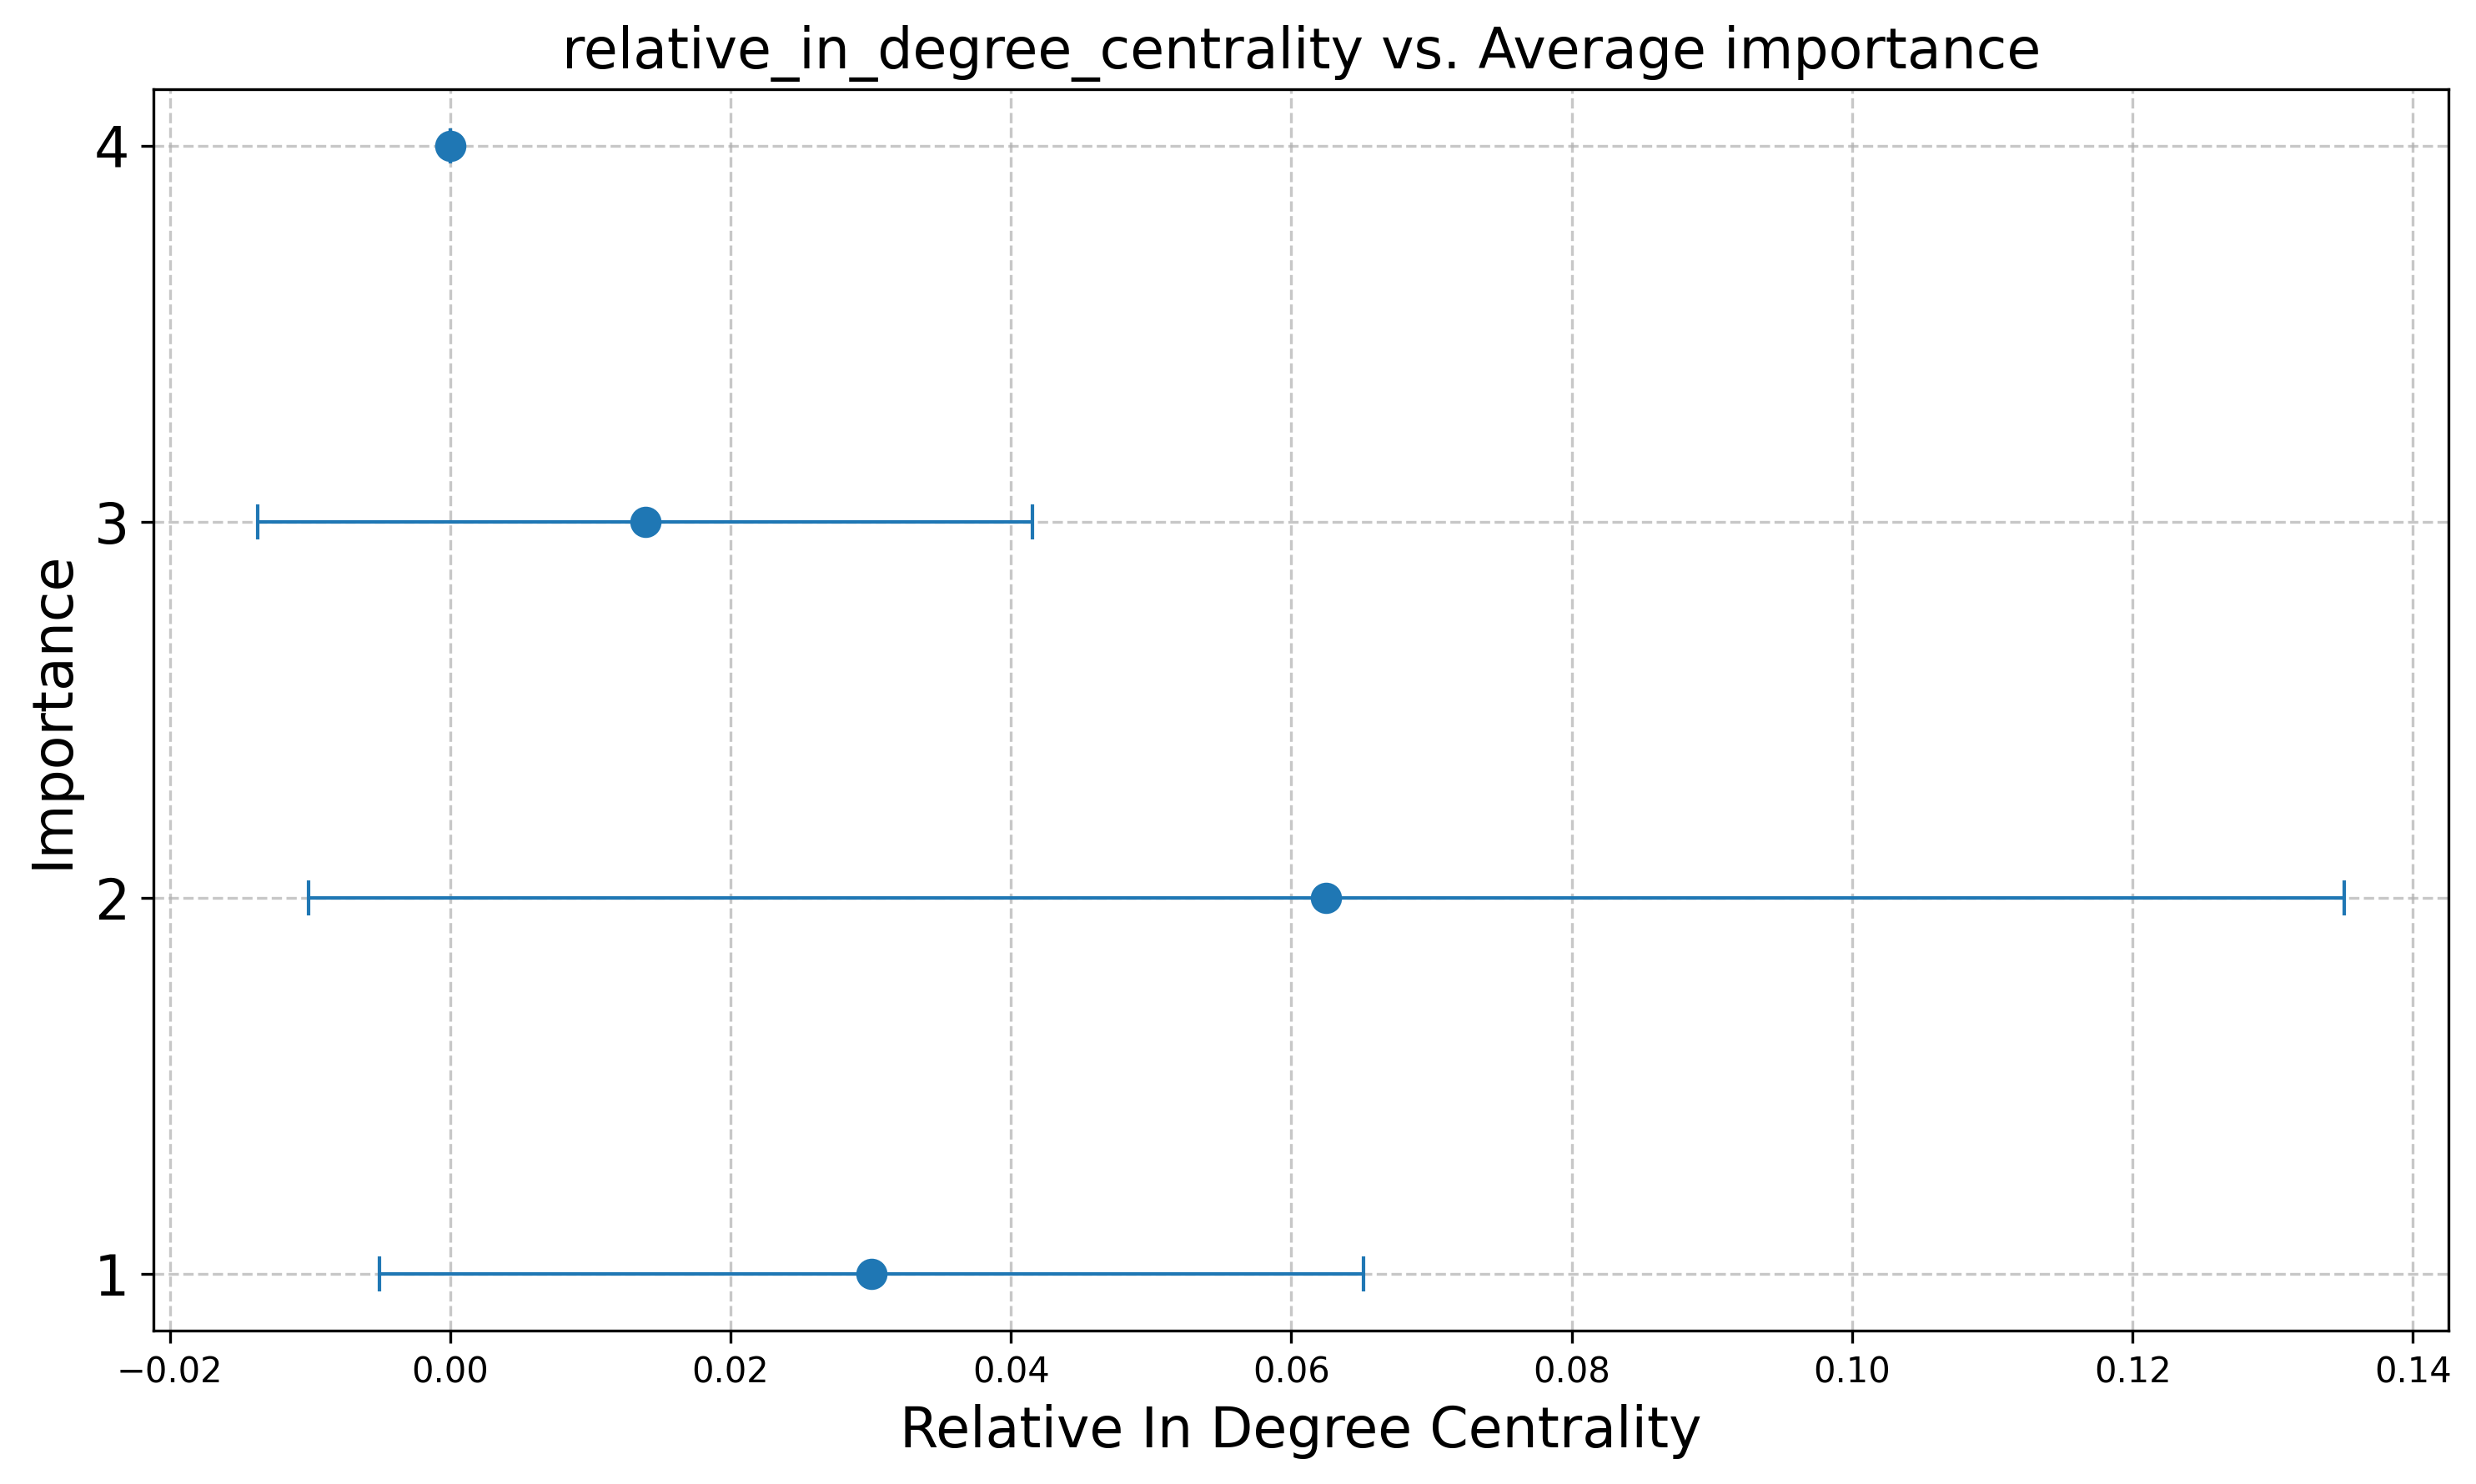 relative_in_degree_centrality vs. Average importance
4
3
2
1
Importance
−0.02 0.00 0.02 0.04 0.06 0.08 0.10 0.12 0.14
Relative In Degree Centrality